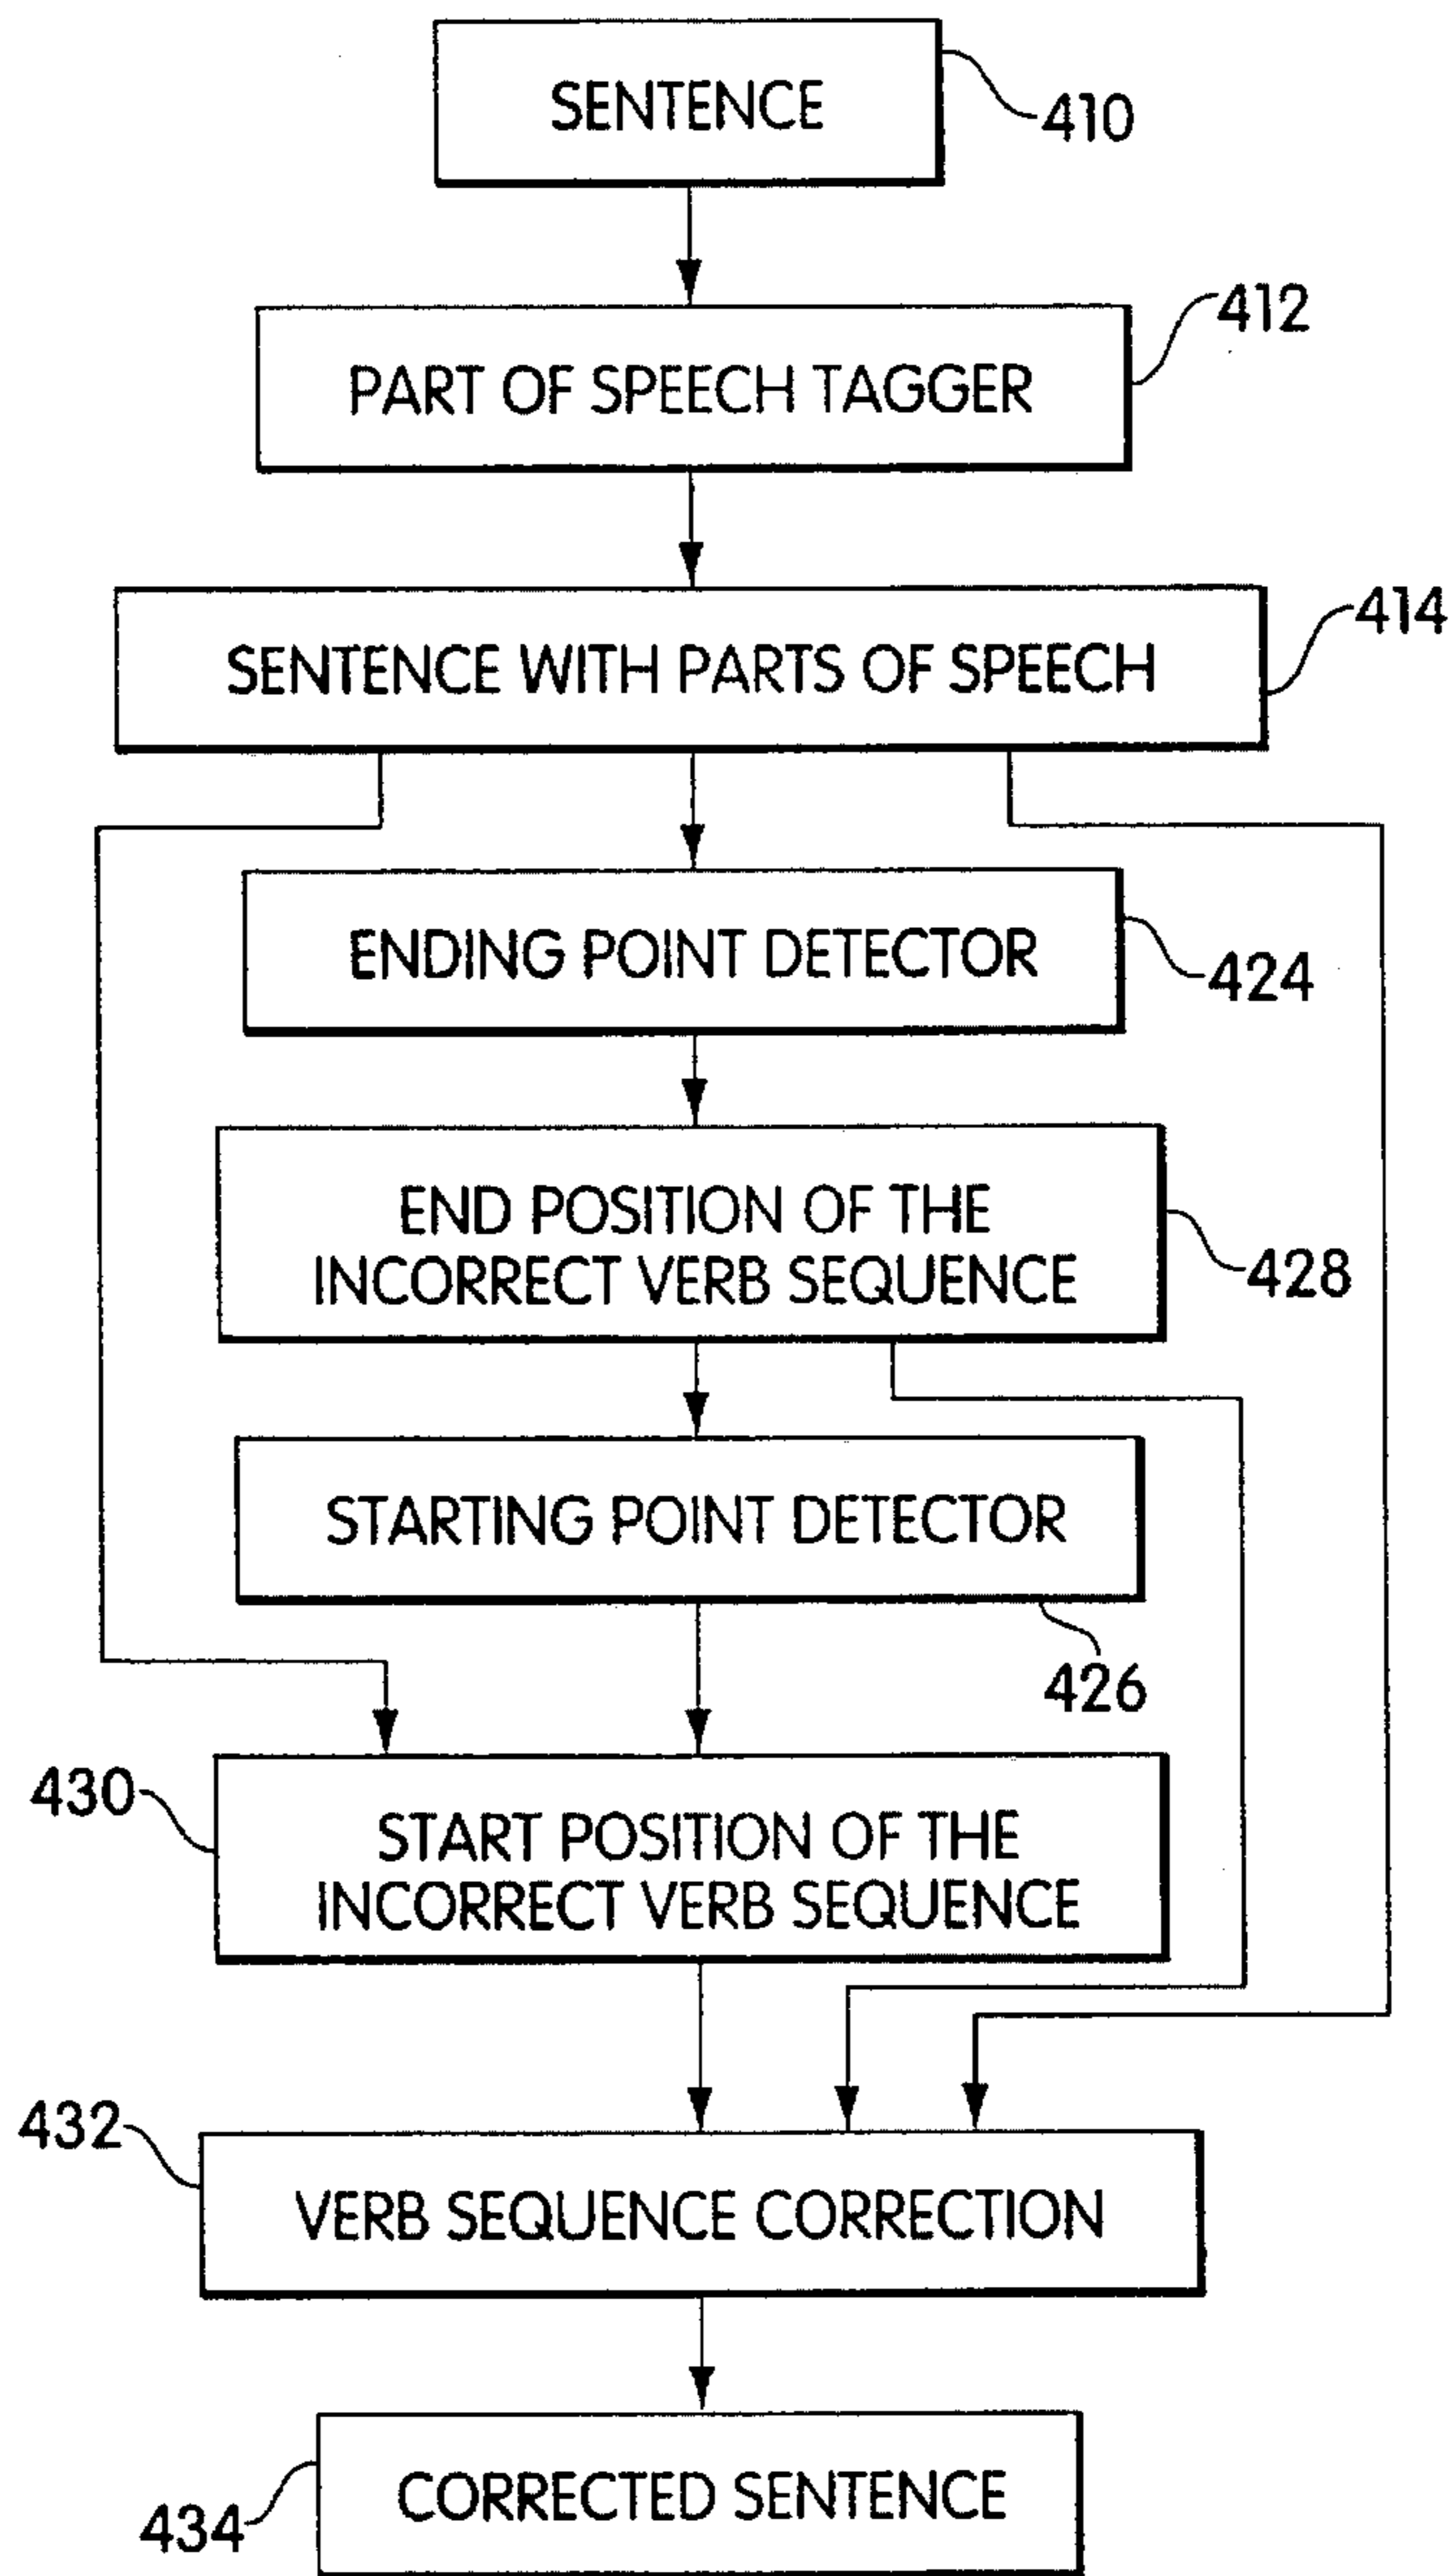 SENTENCE
410
PART OF SPEECH TAGGER
412
SENTENCE WITH PARTS OF SPEECH
414
ENDING POINT DETECTOR
424
END POSITION OF THE
INCORRECT VERB SEQUENCE
428
STARTING POINT DETECTOR
426
430
START POSITION OF THE
INCORRECT VERB SEQUENCE
432
VERB SEQUENCE CORRECTION
CORRECTED SENTENCE
434